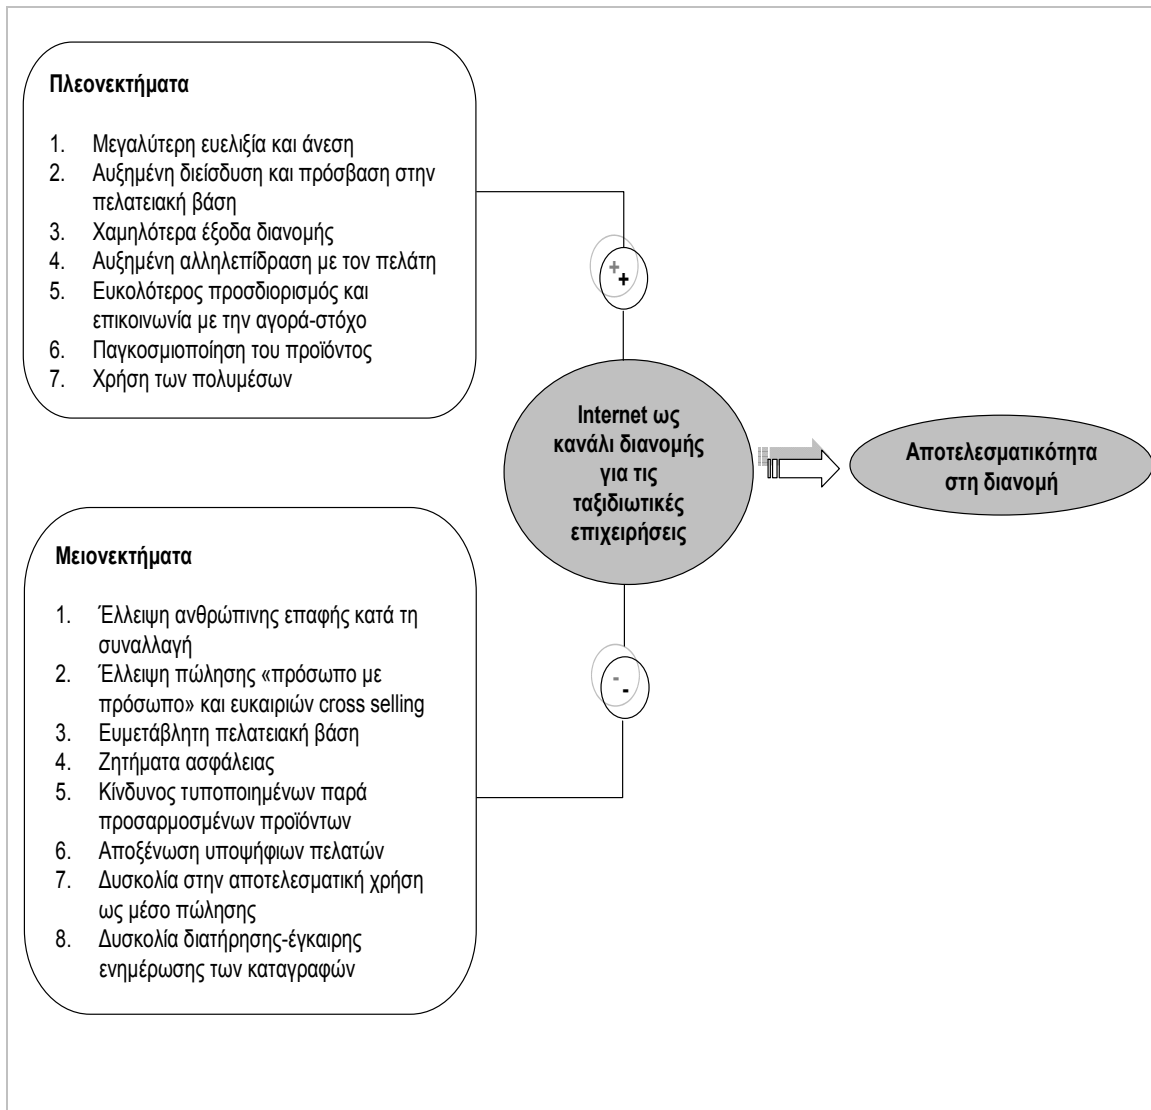 Πλεονεκτήματα
1. Μεγαλύτερη ευελιξία και άνεση
2. Αυξημένη διείσδυση και πρόσβαση στην
πελατειακή βάση
3. Χαμηλότερα έξοδα διανομής
4. Αυξημένη αλληλεπίδραση με τον πελάτη
5. Ευκολότερος προσδιορισμός και
επικοινωνία με την αγορά-στόχο
6. Παγκοσμιοποίηση του προϊόντος
7. Χρήση των πολυμέσων
+
+
Internet ως
κανάλι διανομής
για τις
ταξιδιωτικές
επιχειρήσεις
Αποτελεσματικότητα
στη διανομή
Μειονεκτήματα
1. Έλλειψη ανθρώπινης επαφής κατά τη
συναλλαγή
2. Έλλειψη πώλησης «πρόσωπο με
πρόσωπο» και ευκαιριών cross selling
3. Ευμετάβλητη πελατειακή βάση
4. Ζητήματα ασφάλειας
5. Κίνδυνος τυποποιημένων παρά
προσαρμοσμένων προϊόντων
6. Αποξένωση υποψήφιων πελατών
7. Δυσκολία στην αποτελεσματική χρήση
ως μέσο πώλησης
8. Δυσκολία διατήρησης-έγκαιρης
ενημέρωσης των καταγραφών
-
-